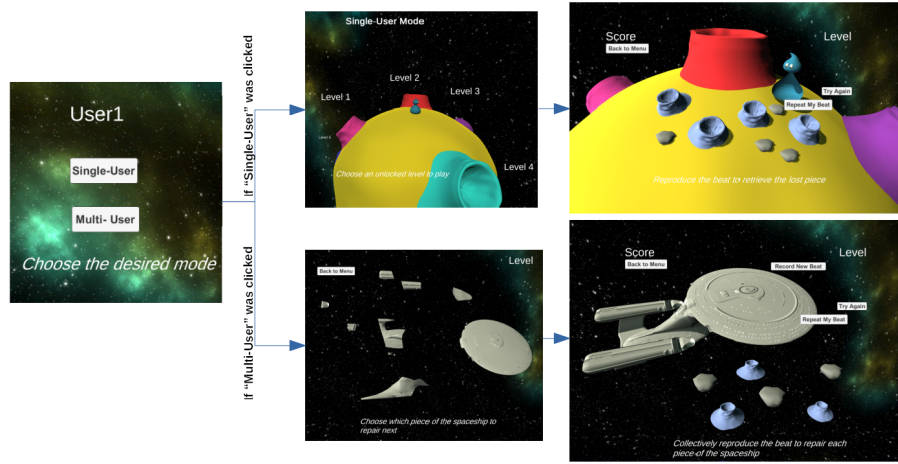 User1
Single-User
Multi- User
Choose the desired mode
If “Single-User” was clicked
If “Multi-User” was clicked
Single-User Mode
Level 2
Level 1
Level 3
Level 4
Choose an unlocked level to play
Score
Level
Back to Menu
Try Again
Repeat My Beat
Reproduce the beat to retrieve the lost piece
Level
Back to Menu
Choose which piece of the spaceship to
repair next
Score
Level
Back to Menu
Record New Beat
Try Again
Repeat My Beat
Collectively reproduce the beat to repair each
piece of the spaceship